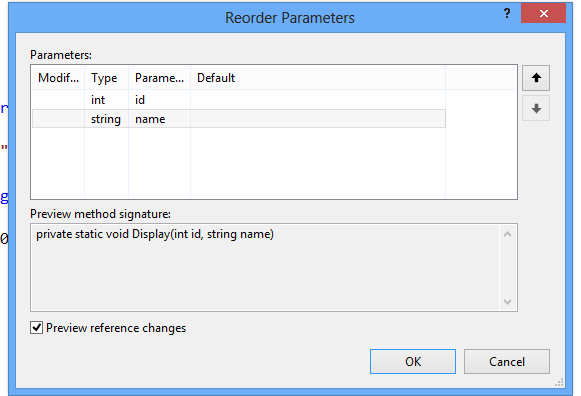 Reorder Parameters
?
Parameters:
Modif... Type Parame... Default
int id
string name
Preview method signature:
private static void Display(int id, string name)
Preview reference changes
OK Cancel
r
"
g
0